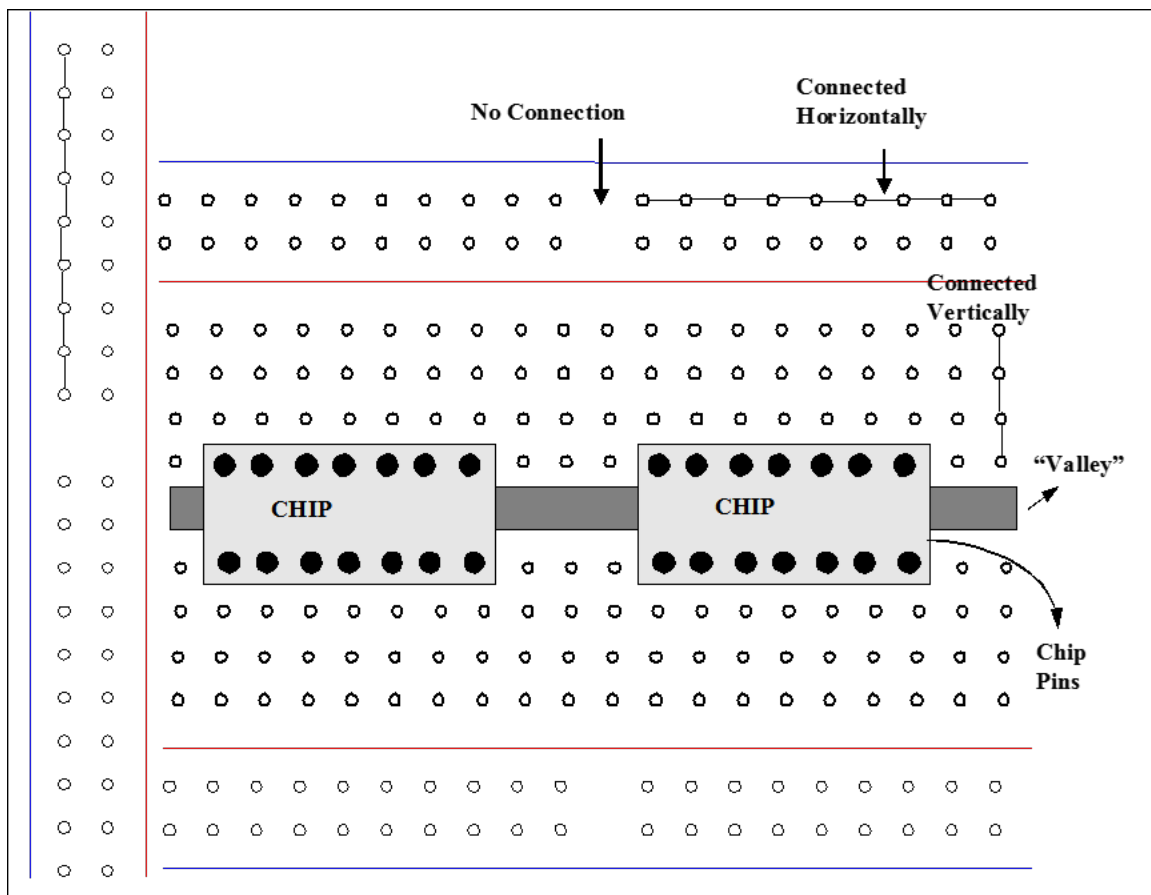 Connected
Horizontally
No Connection
Connected
Vertically
“Valley”
CHIP
CHIP
Chip
Pins